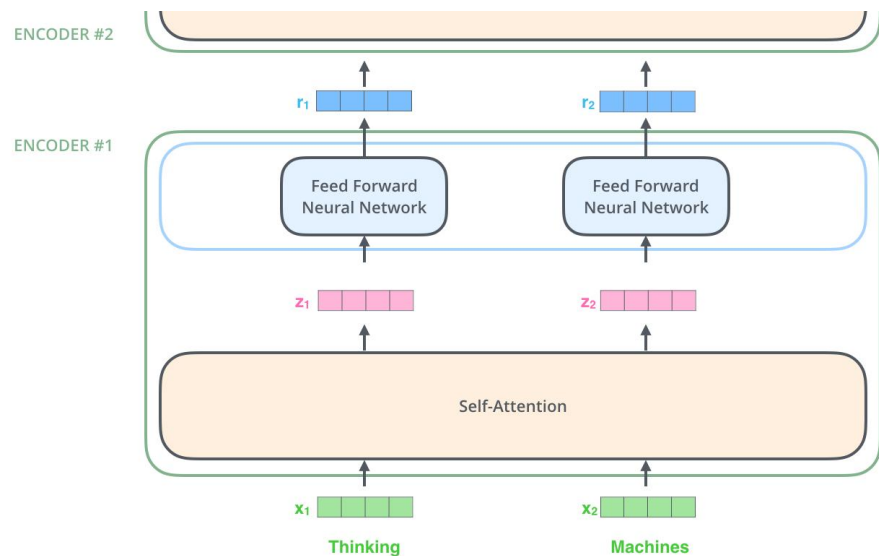 ENCODER #2
r₁
r₂
ENCODER #1
Feed Forward
Neural Network
Feed Forward
Neural Network
z₁
z₂
Self-Attention
x₁
x₂
Thinking
Machines